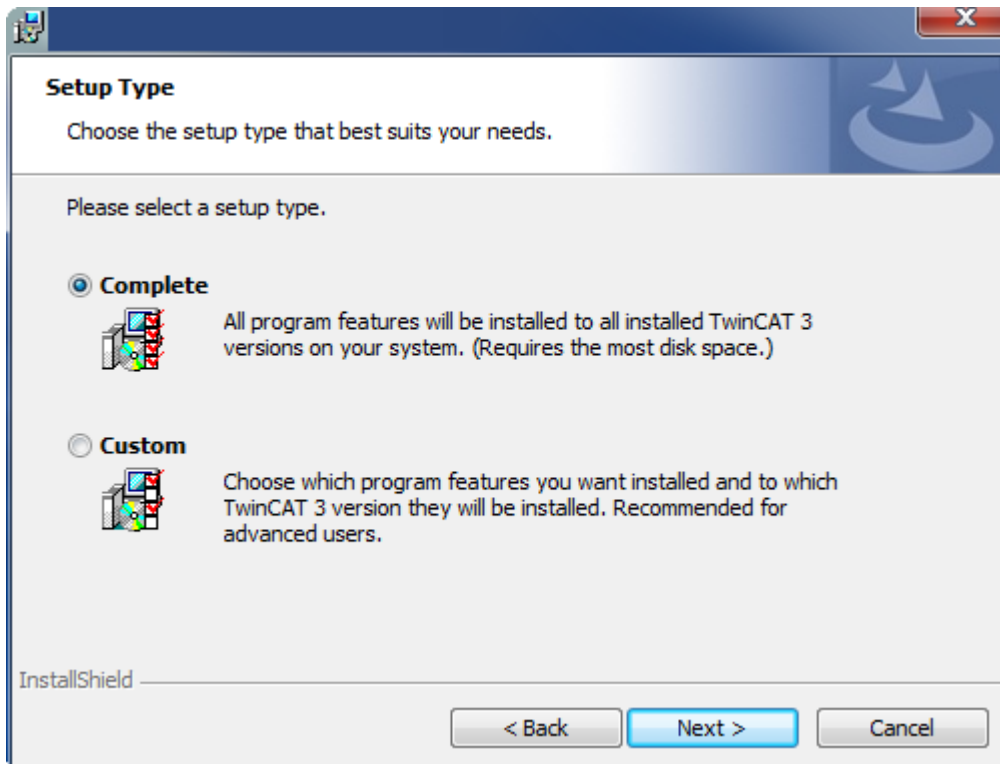 Setup Type
Choose the setup type that best suits your needs.
Please select a setup type.
Complete
All program features will be installed to all installed TwinCAT 3
versions on your system. (Requires the most disk space.)
Custom
Choose which program features you want installed and to which
TwinCAT 3 version they will be installed. Recommended for
advanced users.
InstallShield
< Back
Next >
Cancel